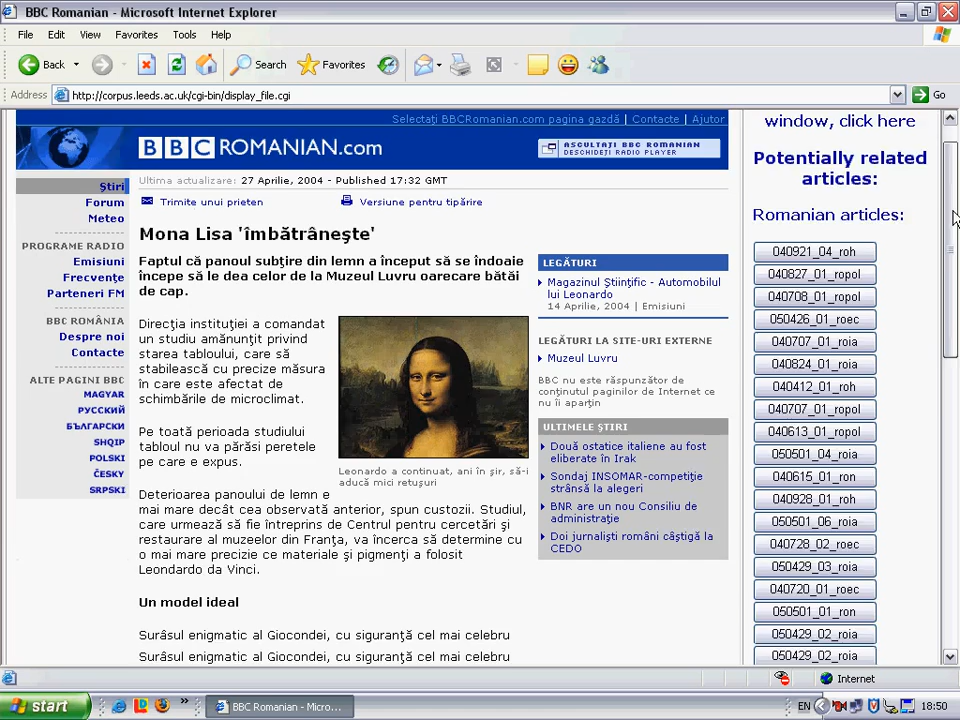 BBC Romanian - Microsoft Internet Explorer
File Edit View Favorites Tools Help
Back Search Favorites
Address http://corpus.leeds.ac.uk/cgi-bin/display_file.cgi Go
Selectaţi BBCRomanian.com pagina gazdă | Contacte | Ajutor
BBC ROMANIAN.com
ASCULTAŢI BBC ROMANIAN
DESCHIDEŢI RADIO PLAYER
Ştiri
Forum
Meteo
PROGRAME RADIO
Emisiuni
Frecvenţe
Parteneri FM
BBC ROMÂNIA
Despre noi
Contacte
ALTE PAGINI BBC
MAGYAR
РУССКИЙ
БЪЛГАРСКИ
SHQIP
POLSKI
ČESKY
SRPSKI
Ultima actualizare: 27 Aprilie, 2004 - Published 17:32 GMT
Trimite unui prieten Versiune pentru tipărire
Mona Lisa 'îmbătrâneşte'
Faptul că panoul subţire din lemn a început să se îndoaie
începe să le dea celor de la Muzeul Luvru oarecare bătăi
de cap.
Direcţia instituţiei a comandat
un studiu amănunţit privind
starea tabloului, care să
stabilească cu precize măsura
în care este afectat de
schimbările de microclimat.
Pe toată perioada studiului
tabloul nu va părăsi peretele
pe care e expus.
Leonardo a continuat, ani în şir, să-i
aducă mici retuşuri
Deterioarea panoului de lemn e
mai mare decât cea observată anterior, spun custozii. Studiul,
care urmează să fie întreprins de Centrul pentru cercetări şi
restaurare al muzeelor din Franţa, va încerca să determine cu
o mai mare precizie ce materiale şi pigmenţi a folosit
Leondardo da Vinci.
Un model ideal
Surâsul enigmatic al Giocondei, cu siguranţă cel mai celebru
Surâsul enigmatic al Giocondei, cu siguranţă cel mai celebru
LEGĂTURI
Magazinul Ştiinţific - Automobilul
lui Leonardo
14 Aprilie, 2004 | Emisiuni
LEGĂTURI LA SITE-URI EXTERNE
Muzeul Luvru
BBC nu este răspunzător de
conţinutul paginilor de Internet ce
nu îi aparţin
ULTIMELE ŞTIRI
Două ostatice italiene au fost
eliberate în Irak
Sondaj INSOMAR-competiţie
strânsă la alegeri
BNR are un nou Consiliu de
administraţie
Doi jurnalişti români câştigă la
CEDO
window, click here
Potentially related
articles:
Romanian articles:
040921_04_roh
040827_01_ropol
040708_01_ropol
050426_01_roec
040707_01_roia
040824_01_roia
040412_01_roh
040707_01_ropol
040613_01_ropol
050501_04_roia
040615_01_ron
040928_01_roh
050501_06_roia
040728_02_roec
050429_03_roia
040720_01_roec
050501_01_ron
050429_02_roia
050429_02_roia
Internet
start BBC Romanian - Micro... EN 18:50